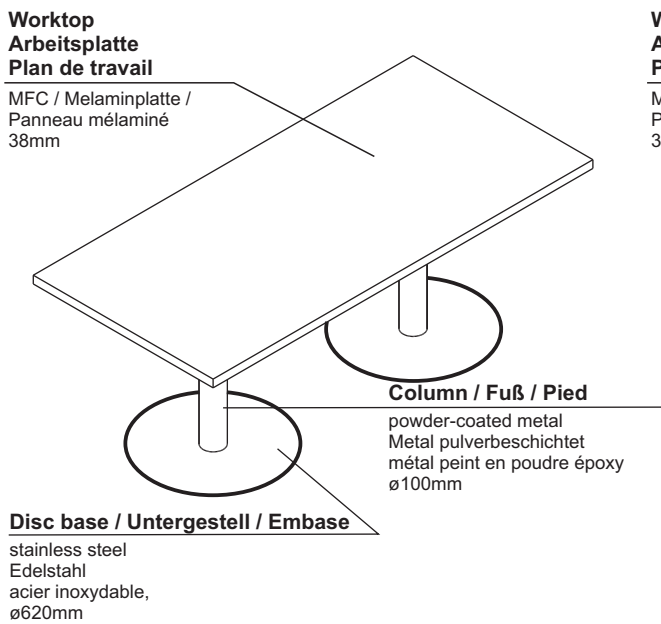 Worktop
Arbeitsplatte
Plan de travail
MFC / Melaminplatte /
Panneau mélaminé
38mm
W
A
P
M
P
3
Column / Fuß / Pied
powder-coated metal
Metal pulverbeschichtet
métal peint en poudre époxy
ø100mm
Disc base / Untergestell / Embase
stainless steel
Edelstahl
acier inoxydable,
ø620mm